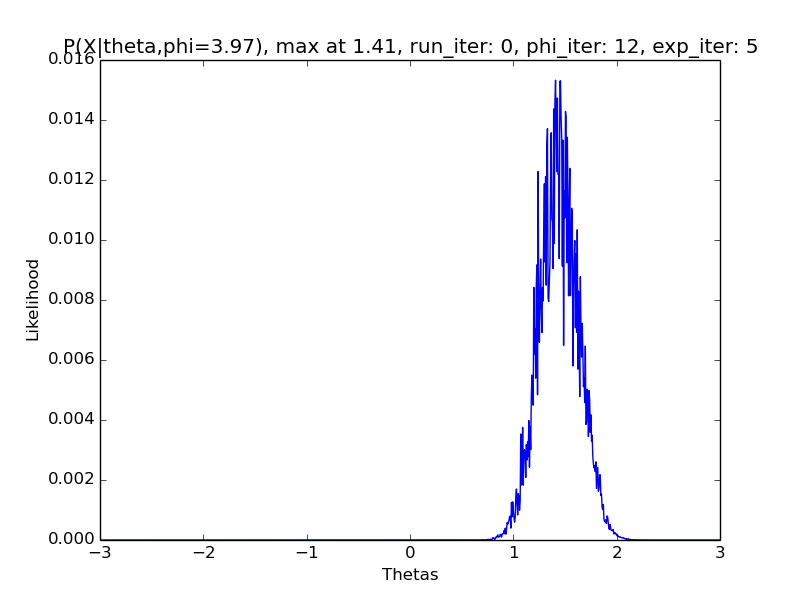 P(X|theta,phi=3.97), max at 1.41, run_iter: 0, phi_iter: 12, exp_iter: 5
0.016
0.014
0.012
0.010
0.008
0.006
0.004
0.002
0.000
Likelihood
−3 −2 −1 0 1 2 3
Thetas